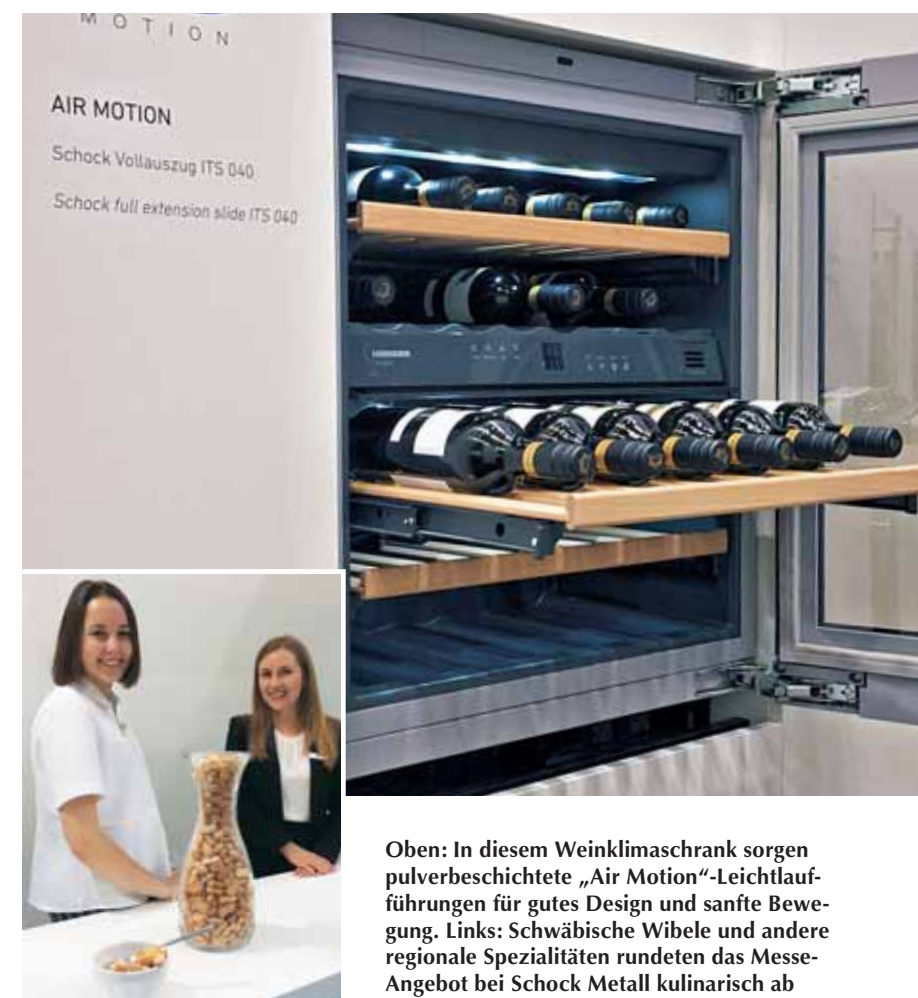 MOTION
AIR MOTION
Schock Vollauszug ITS 040
Schock full extension slide ITS 040
LIEBHERR
Oben: In diesem Weinklimaschrank sorgen
pulverbeschichtete „Air Motion“-Leichtlauf-
führungen für gutes Design und sanfte Bewe-
gung. Links: Schwäbische Wibele und andere
regionale Spezialitäten rundeten das Messe-
Angebot bei Schock Metall kulinarisch ab